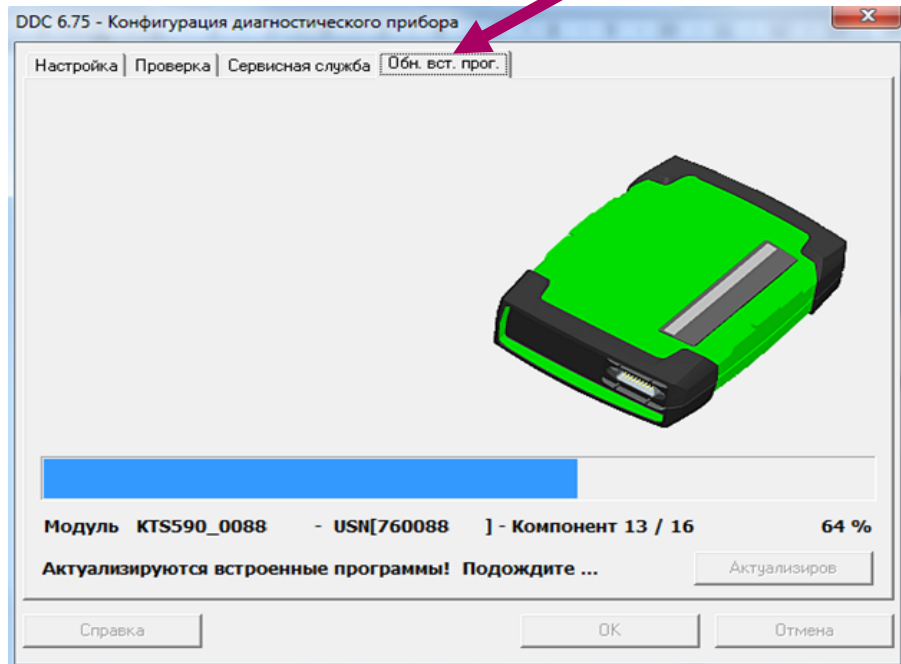 DDC 6.75 - Конфигурация диагностического прибора
Настройка Проверка Сервисная служба Обн. вст. прог.
Модуль KTS590_0088 - USN[760088 ] - Компонент 13 / 16 64 %
Актуализируются встроенные программы! Подождите ... Актуализиров
Справка OK Отмена